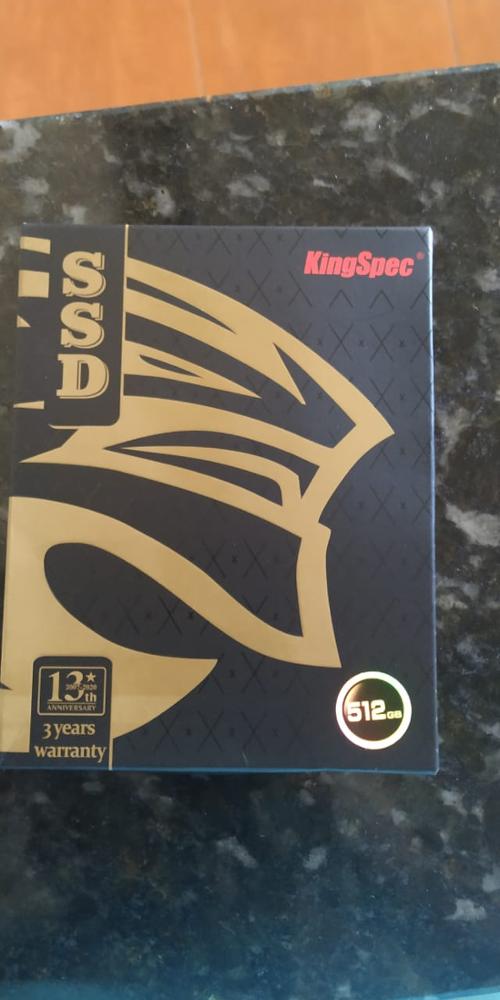 SSD
KingSpec®
13th
2007-2020
ANNIVERSARY
3 years
warranty
512GB